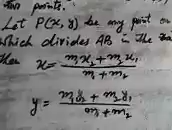 two points.
Let P(x, y) be any point on
which divides AB in the ra
then x = m₁x₂ + m₂x₁ / m₁ + m₂
y = m₁y₂ + m₂y₁ / m₁ + m₂